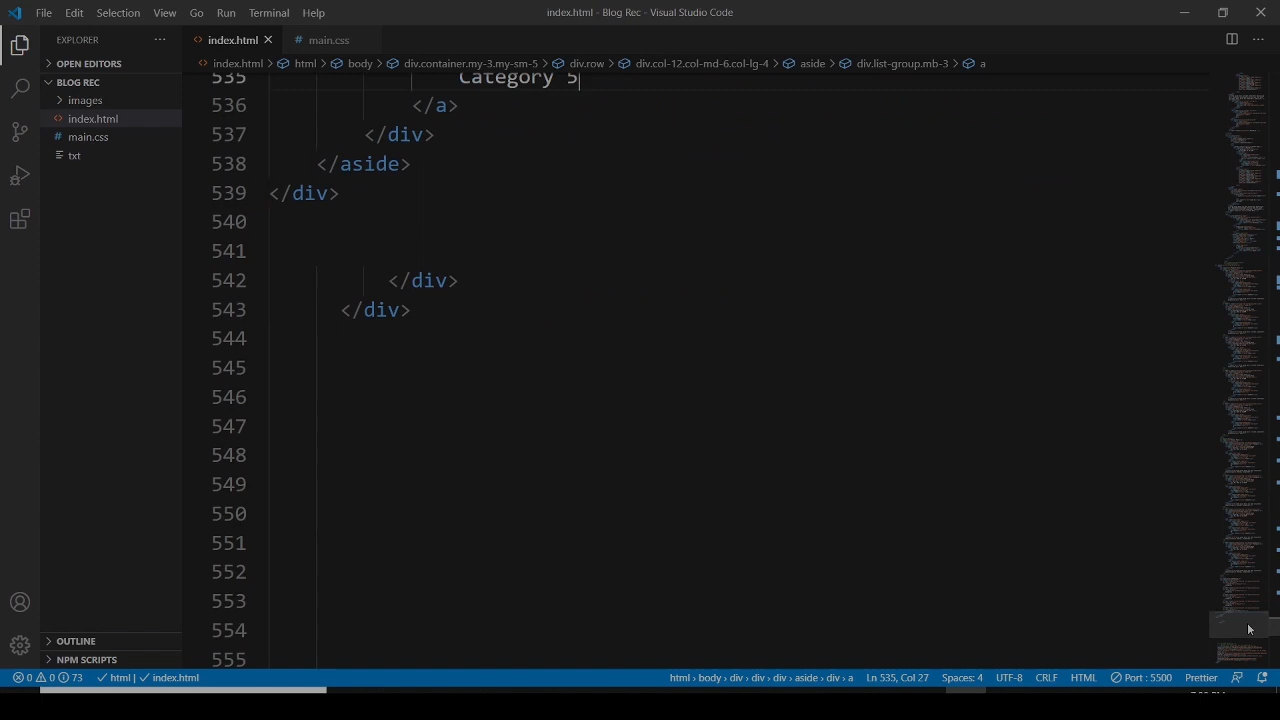 File Edit Selection View Go Run Terminal Help index.html - Blog Rec - Visual Studio Code
EXPLORER ··· index.html main.css ···
OPEN EDITORS index.html > html > body > div.container.my-3.my-sm-5 > div.row > div.col-12.col-md-6.col-lg-4 > aside > div.list-group.mb-3 > a
BLOG REC
images
index.html
main.css
txt
535 Category 5
536 </a>
537 </div>
538 </aside>
539 </div>
540
541
542 </div>
543 </div>
544
545
546
547
548
549
550
551
552
553
554
555
OUTLINE
NPM SCRIPTS
0 0 73 html | index.html html › body › div › div › div › aside › div › a Ln 535, Col 27 Spaces: 4 UTF-8 CRLF HTML Port : 5500 Prettier